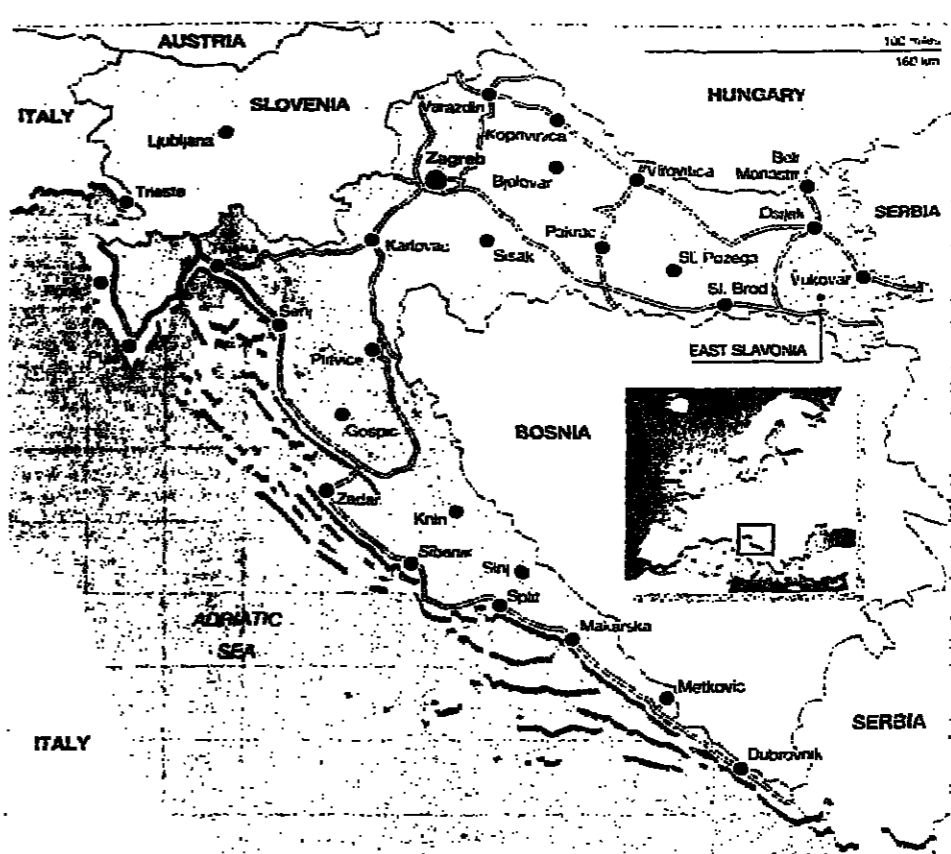 AUSTRIA
100 miles
160 km
ITALY
SLOVENIA
HUNGARY
Varazdin
Ljubljana
Koprivnica
Zagreb
Bjelovar
Virovitica
Beli
Monastir
Trieste
Osijek
SERBIA
Karlovac
Sisak
Pakrac
Sl. Pozega
Sl. Brod
Vukovar
Senj
EAST SLAVONIA
Gospic
BOSNIA
Zadar
Knin
Sibenik
Sinj
Split
ADRIATIC
SEA
Makarska
Metkovic
ITALY
SERBIA
Dubrovnik